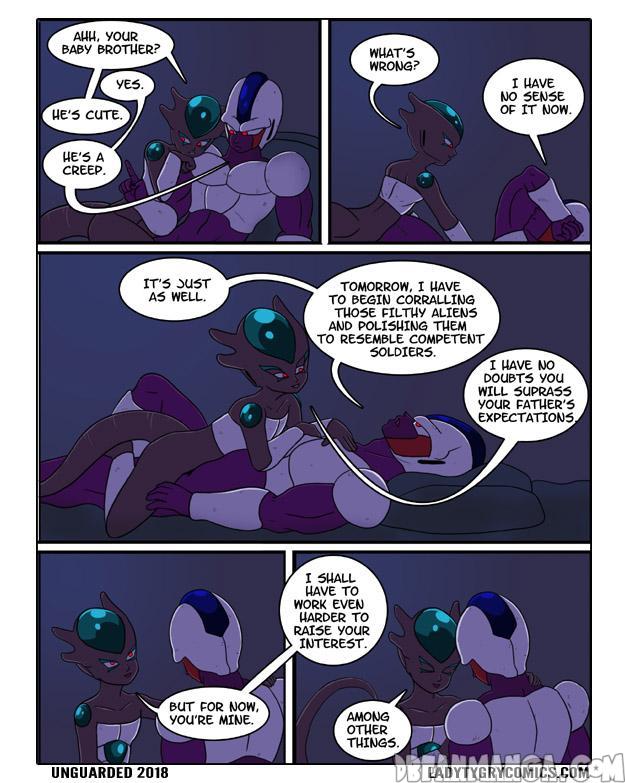 AHH, YOUR
BABY BROTHER?
YES.
HE'S CUTE.
HE'S A
CREEP.
WHAT'S
WRONG?
I HAVE
NO SENSE
OF IT NOW.
IT'S JUST
AS WELL.
TOMORROW, I HAVE
TO BEGIN CORRALLING
THOSE FILTHY ALIENS
AND POLISHING THEM
TO RESEMBLE COMPETENT
SOLDIERS.
I HAVE NO
DOUBTS YOU
WILL SUPRASS
YOUR FATHER'S
EXPECTATIONS.
I SHALL
HAVE TO
WORK EVEN
HARDER TO
RAISE YOUR
INTEREST.
BUT FOR NOW,
YOU'RE MINE.
AMONG
OTHER
THINGS.
UNGUARDED 2018
LADYTYGRYCOMICS.COM
DBEANMANGA.COM